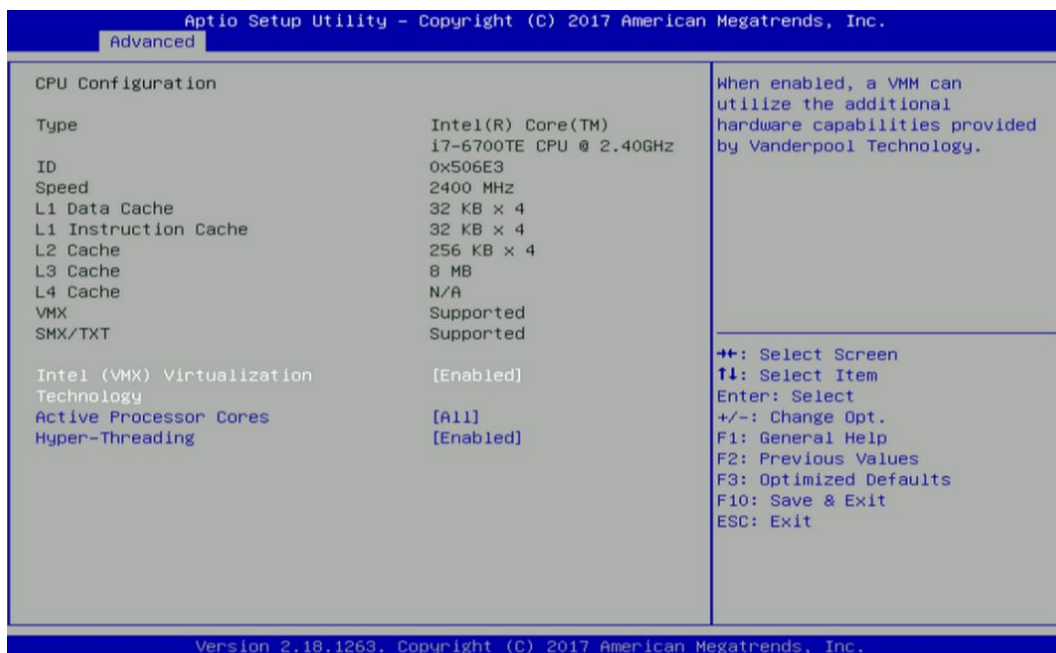 Aptio Setup Utility – Copyright (C) 2017 American Megatrends, Inc.
Advanced
CPU Configuration
Type Intel(R) Core(TM)
i7-6700TE CPU @ 2.40GHz
ID 0x506E3
Speed 2400 MHz
L1 Data Cache 32 KB x 4
L1 Instruction Cache 32 KB x 4
L2 Cache 256 KB x 4
L3 Cache 8 MB
L4 Cache N/A
VMX Supported
SMX/TXT Supported
Intel (VMX) Virtualization [Enabled]
Technology
Active Processor Cores [All]
Hyper-Threading [Enabled]
When enabled, a VMM can
utilize the additional
hardware capabilities provided
by Vanderpool Technology.
→←: Select Screen
↑↓: Select Item
Enter: Select
+/-: Change Opt.
F1: General Help
F2: Previous Values
F3: Optimized Defaults
F10: Save & Exit
ESC: Exit
Version 2.18.1263. Copyright (C) 2017 American Megatrends, Inc.